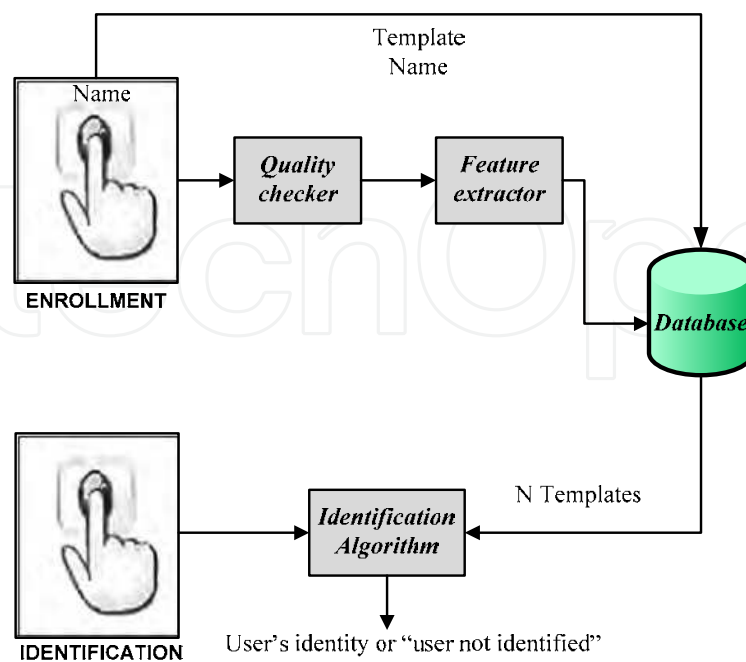 Template
Name
Name
Quality
checker
Feature
extractor
ENROLLMENT
Database
N Templates
Identification
Algorithm
IDENTIFICATION
User's identity or “user not identified”